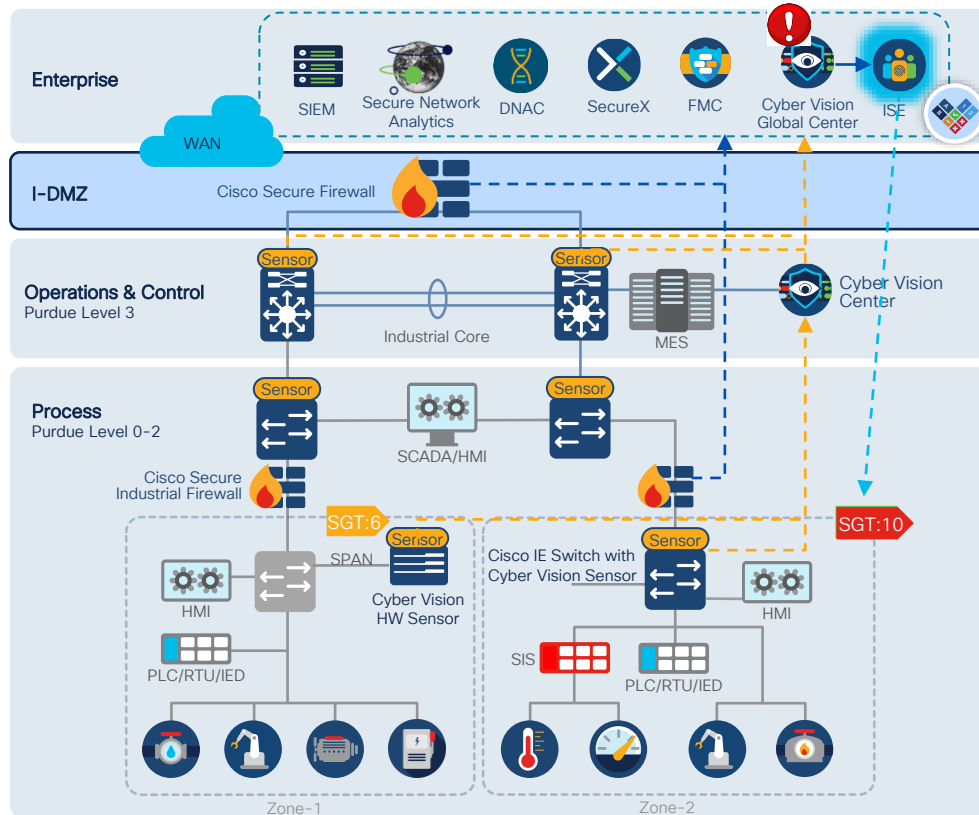 Enterprise
SIEM
Secure Network
Analytics
DNAC
SecureX
FMC
Cyber Vision
Global Center
ISE
WAN
I-DMZ
Cisco Secure Firewall
Operations & Control
Purdue Level 3
Sensor
Sensor
Industrial Core
MES
Cyber Vision
Center
Process
Purdue Level 0-2
Sensor
Sensor
SCADA/HMI
Cisco Secure
Industrial Firewall
SGT:6
SGT:10
SPAN
Sensor
Sensor
Cisco IE Switch with
Cyber Vision Sensor
HMI
Cyber Vision
HW Sensor
HMI
PLC/RTU/IED
SIS
PLC/RTU/IED
Zone-1
Zone-2